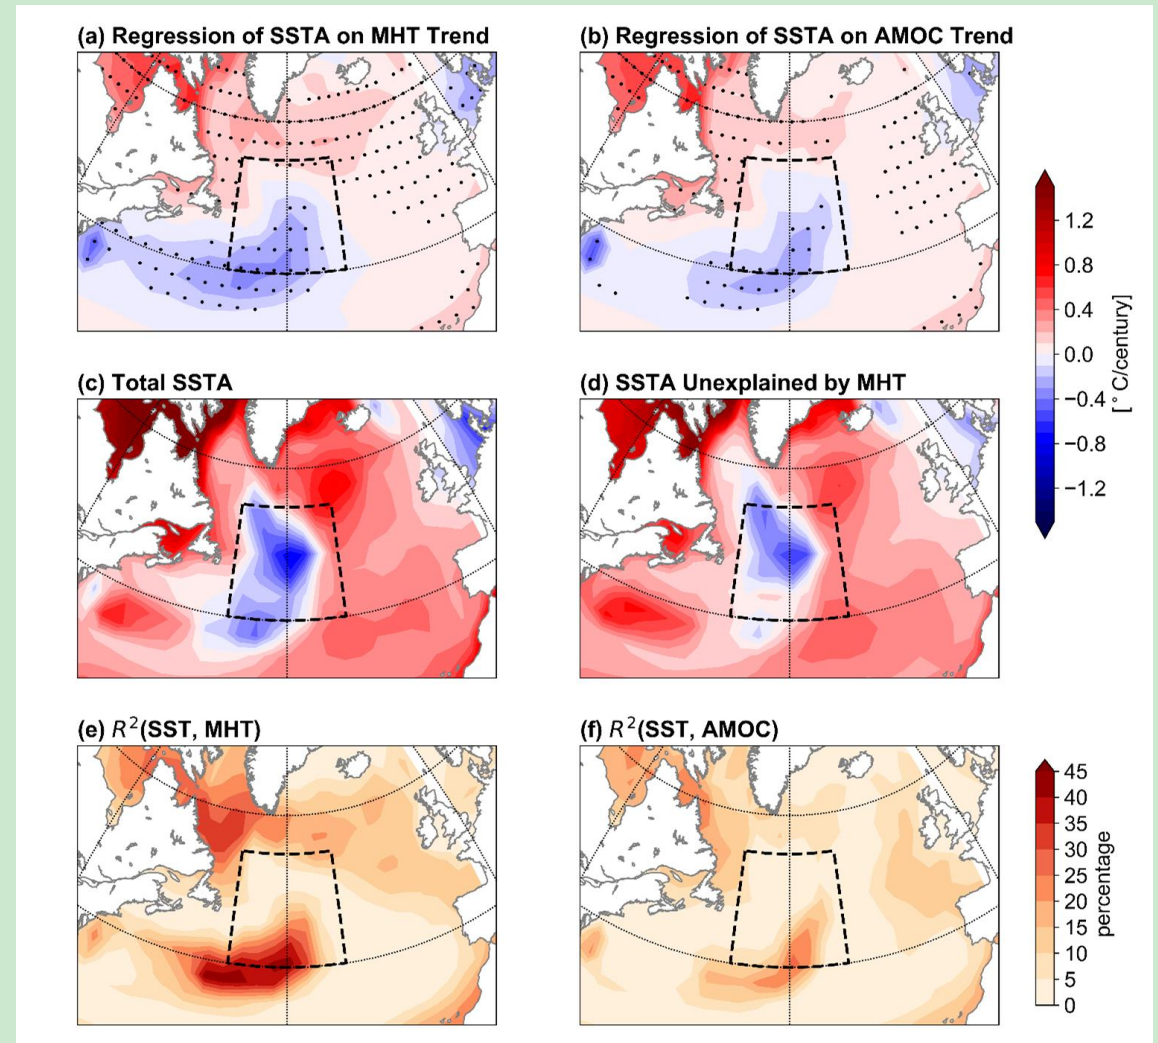 (a) Regression of SSTA on MHT Trend
(b) Regression of SSTA on AMOC Trend
(c) Total SSTA
(d) SSTA Unexplained by MHT
1.2
0.8
0.4
0.0
−0.4
−0.8
−1.2
[°C/century]
(e) R²(SST, MHT)
(f) R²(SST, AMOC)
45
40
35
30
25
20
15
10
5
0
percentage